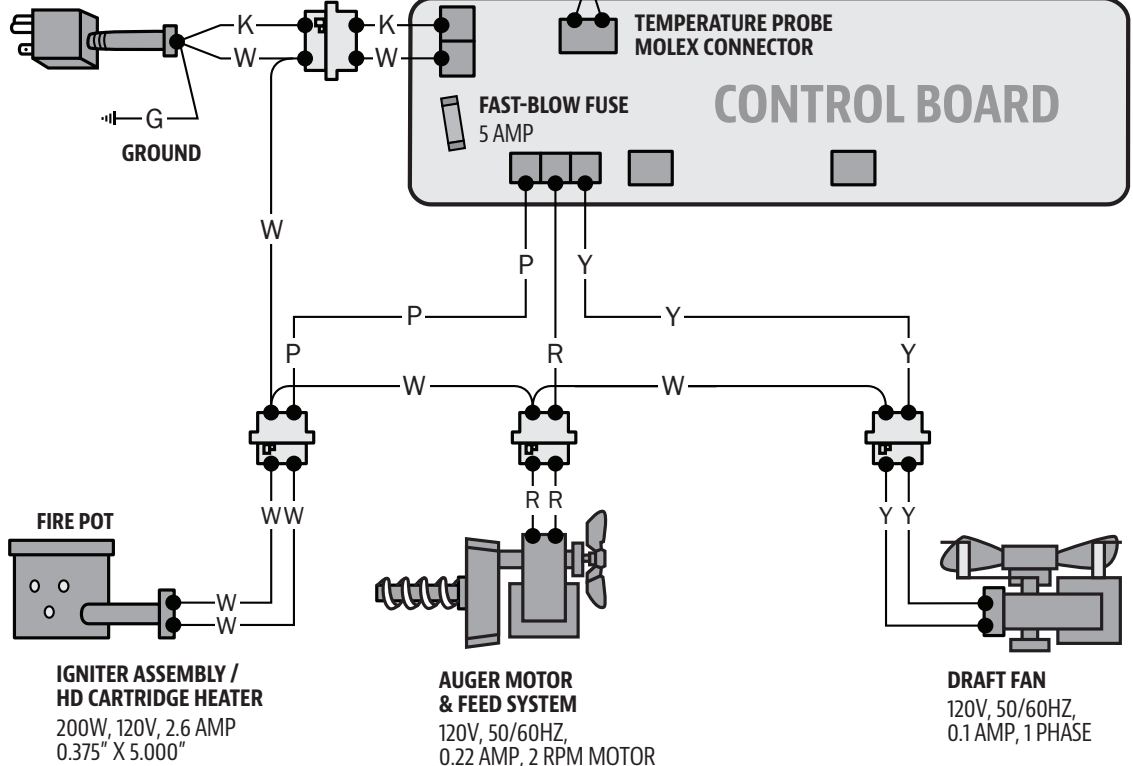 K
K
W
W
G
GROUND
TEMPERATURE PROBE
MOLEX CONNECTOR
CONTROL BOARD
FAST-BLOW FUSE
5 AMP
W
P
Y
P
Y
P
R
Y
W
W
W W
R R
Y Y
FIRE POT
W
W
IGNITER ASSEMBLY /
HD CARTRIDGE HEATER
200W, 120V, 2.6 AMP
0.375" X 5.000"
AUGER MOTOR
& FEED SYSTEM
120V, 50/60HZ,
0.22 AMP, 2 RPM MOTOR
DRAFT FAN
120V, 50/60HZ,
0.1 AMP, 1 PHASE